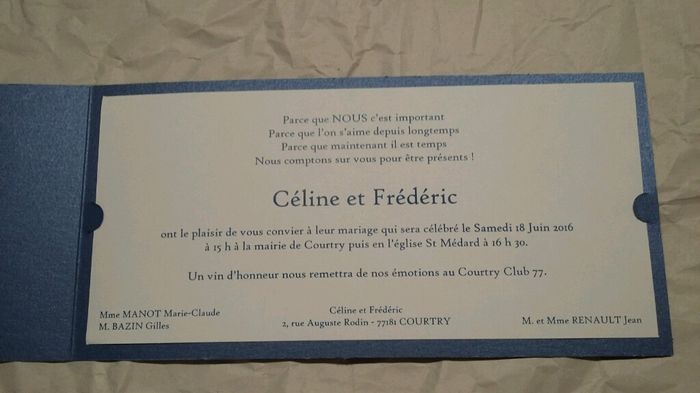 Parce que NOUS c'est important
Parce que l'on s'aime depuis longtemps
Parce que maintenant il est temps
Nous comptons sur vous pour être présents !
Céline et Frédéric
ont le plaisir de vous convier à leur mariage qui sera célébré le Samedi 18 Juin 2016
à 15 h à la mairie de Courtry puis en l'église St Médard à 16 h 30.
Un vin d'honneur nous remettra de nos émotions au Courtry Club 77.
Mme MANOT Marie-Claude
M. BAZIN Gilles
Céline et Frédéric
2, rue Auguste Rodin - 77181 COURTRY
M. et Mme RENAULT Jean